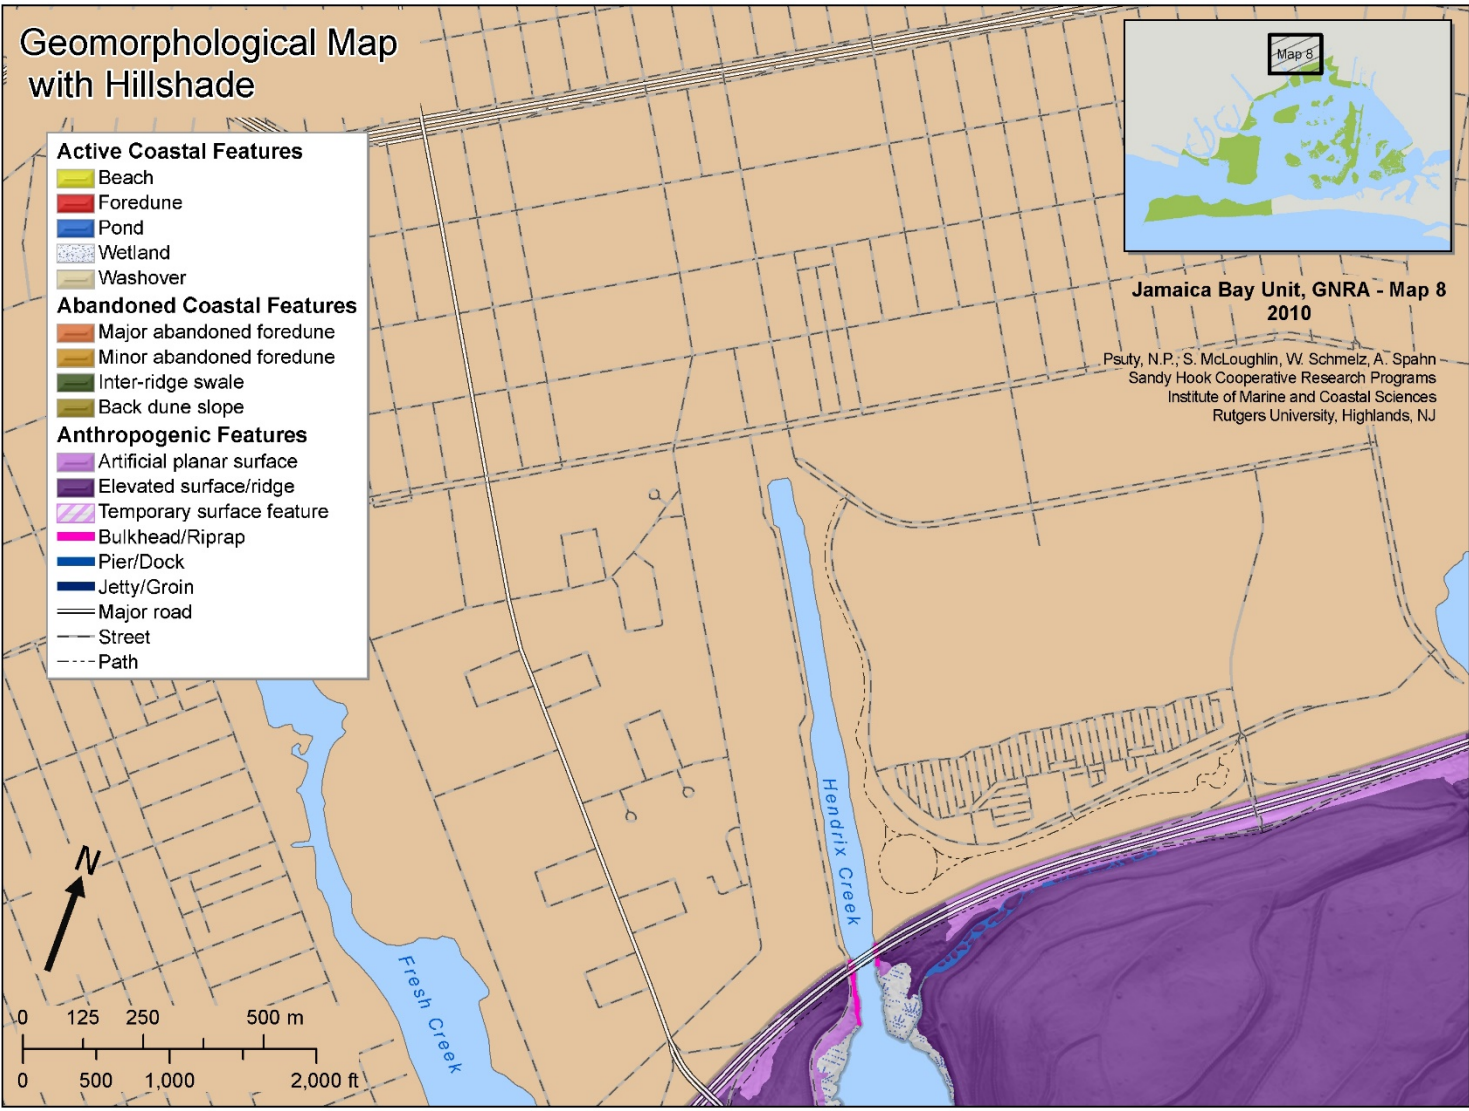 Geomorphological Map
with Hillshade
Active Coastal Features
Beach
Foredune
Pond
Wetland
Washover
Abandoned Coastal Features
Major abandoned foredune
Minor abandoned foredune
Inter-ridge swale
Back dune slope
Anthropogenic Features
Artificial planar surface
Elevated surface/ridge
Temporary surface feature
Bulkhead/Riprap
Pier/Dock
Jetty/Groin
Major road
Street
Path
Map 8
Jamaica Bay Unit, GNRA - Map 8
2010
Psuty, N.P., S. McLoughlin, W. Schmelz, A. Spahn
Sandy Hook Cooperative Research Programs
Institute of Marine and Coastal Sciences
Rutgers University, Highlands, NJ
Hendrix Creek
Fresh Creek
N
0 125 250 500 m
0 500 1,000 2,000 ft